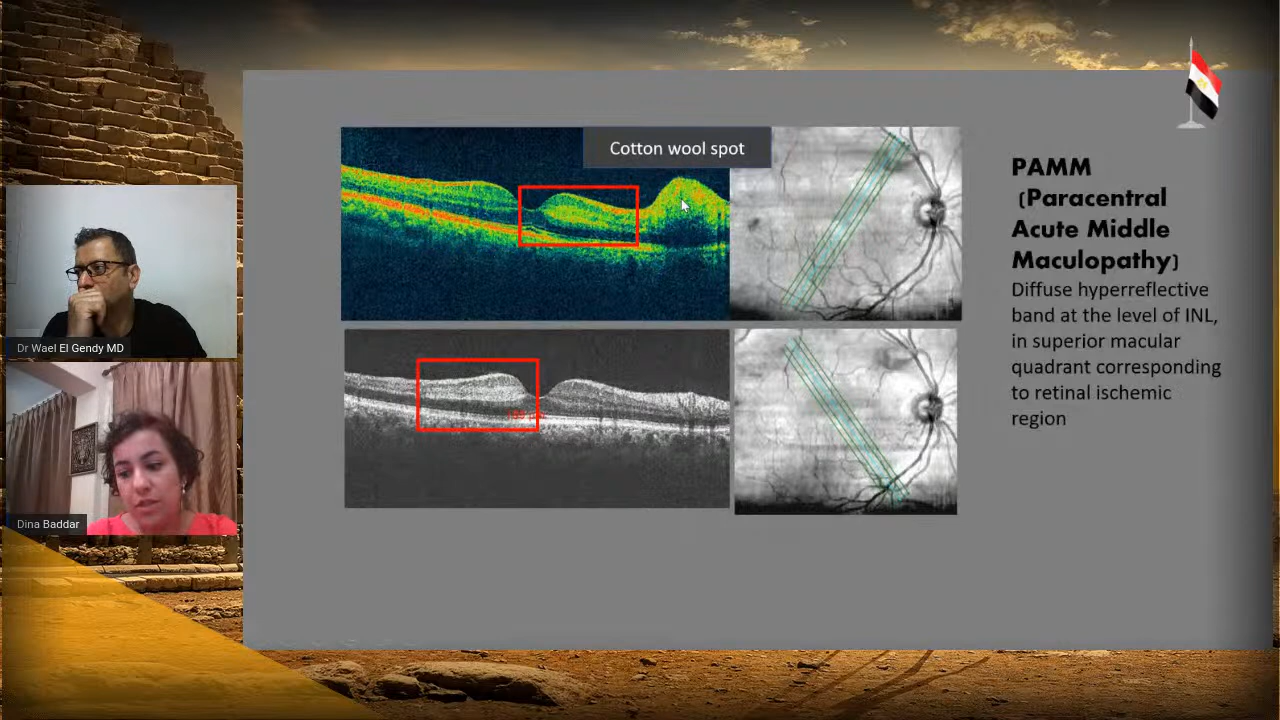 Cotton wool spot
PAMM
(Paracentral
Acute Middle
Maculopathy)
Diffuse hyperreflective
band at the level of INL,
in superior macular
quadrant corresponding
to retinal ischemic
region
Dr Wael El Gendy MD
Dina Baddar